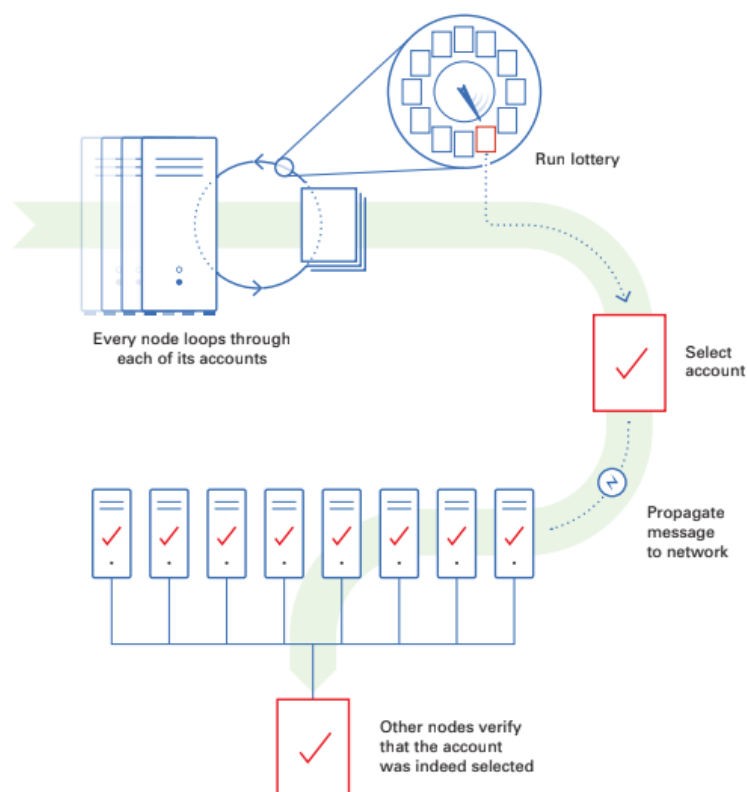 Run lottery
Every node loops through
each of its accounts
Select
account
N
Propagate
message
to network
Other nodes verify
that the account
was indeed selected